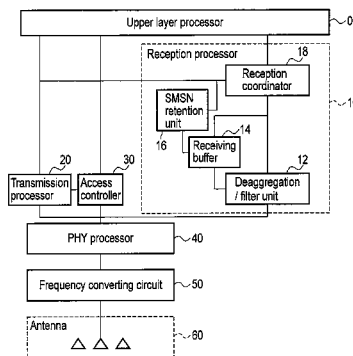 Upper layer processor
0
Reception processor
18
Reception coordinator
SMSN retention unit
16
14
Receiving buffer
10
20
Transmission processor
30
Access controller
12
Deaggregation / filter unit
PHY processor
40
Frequency converting circuit
50
Antenna
60